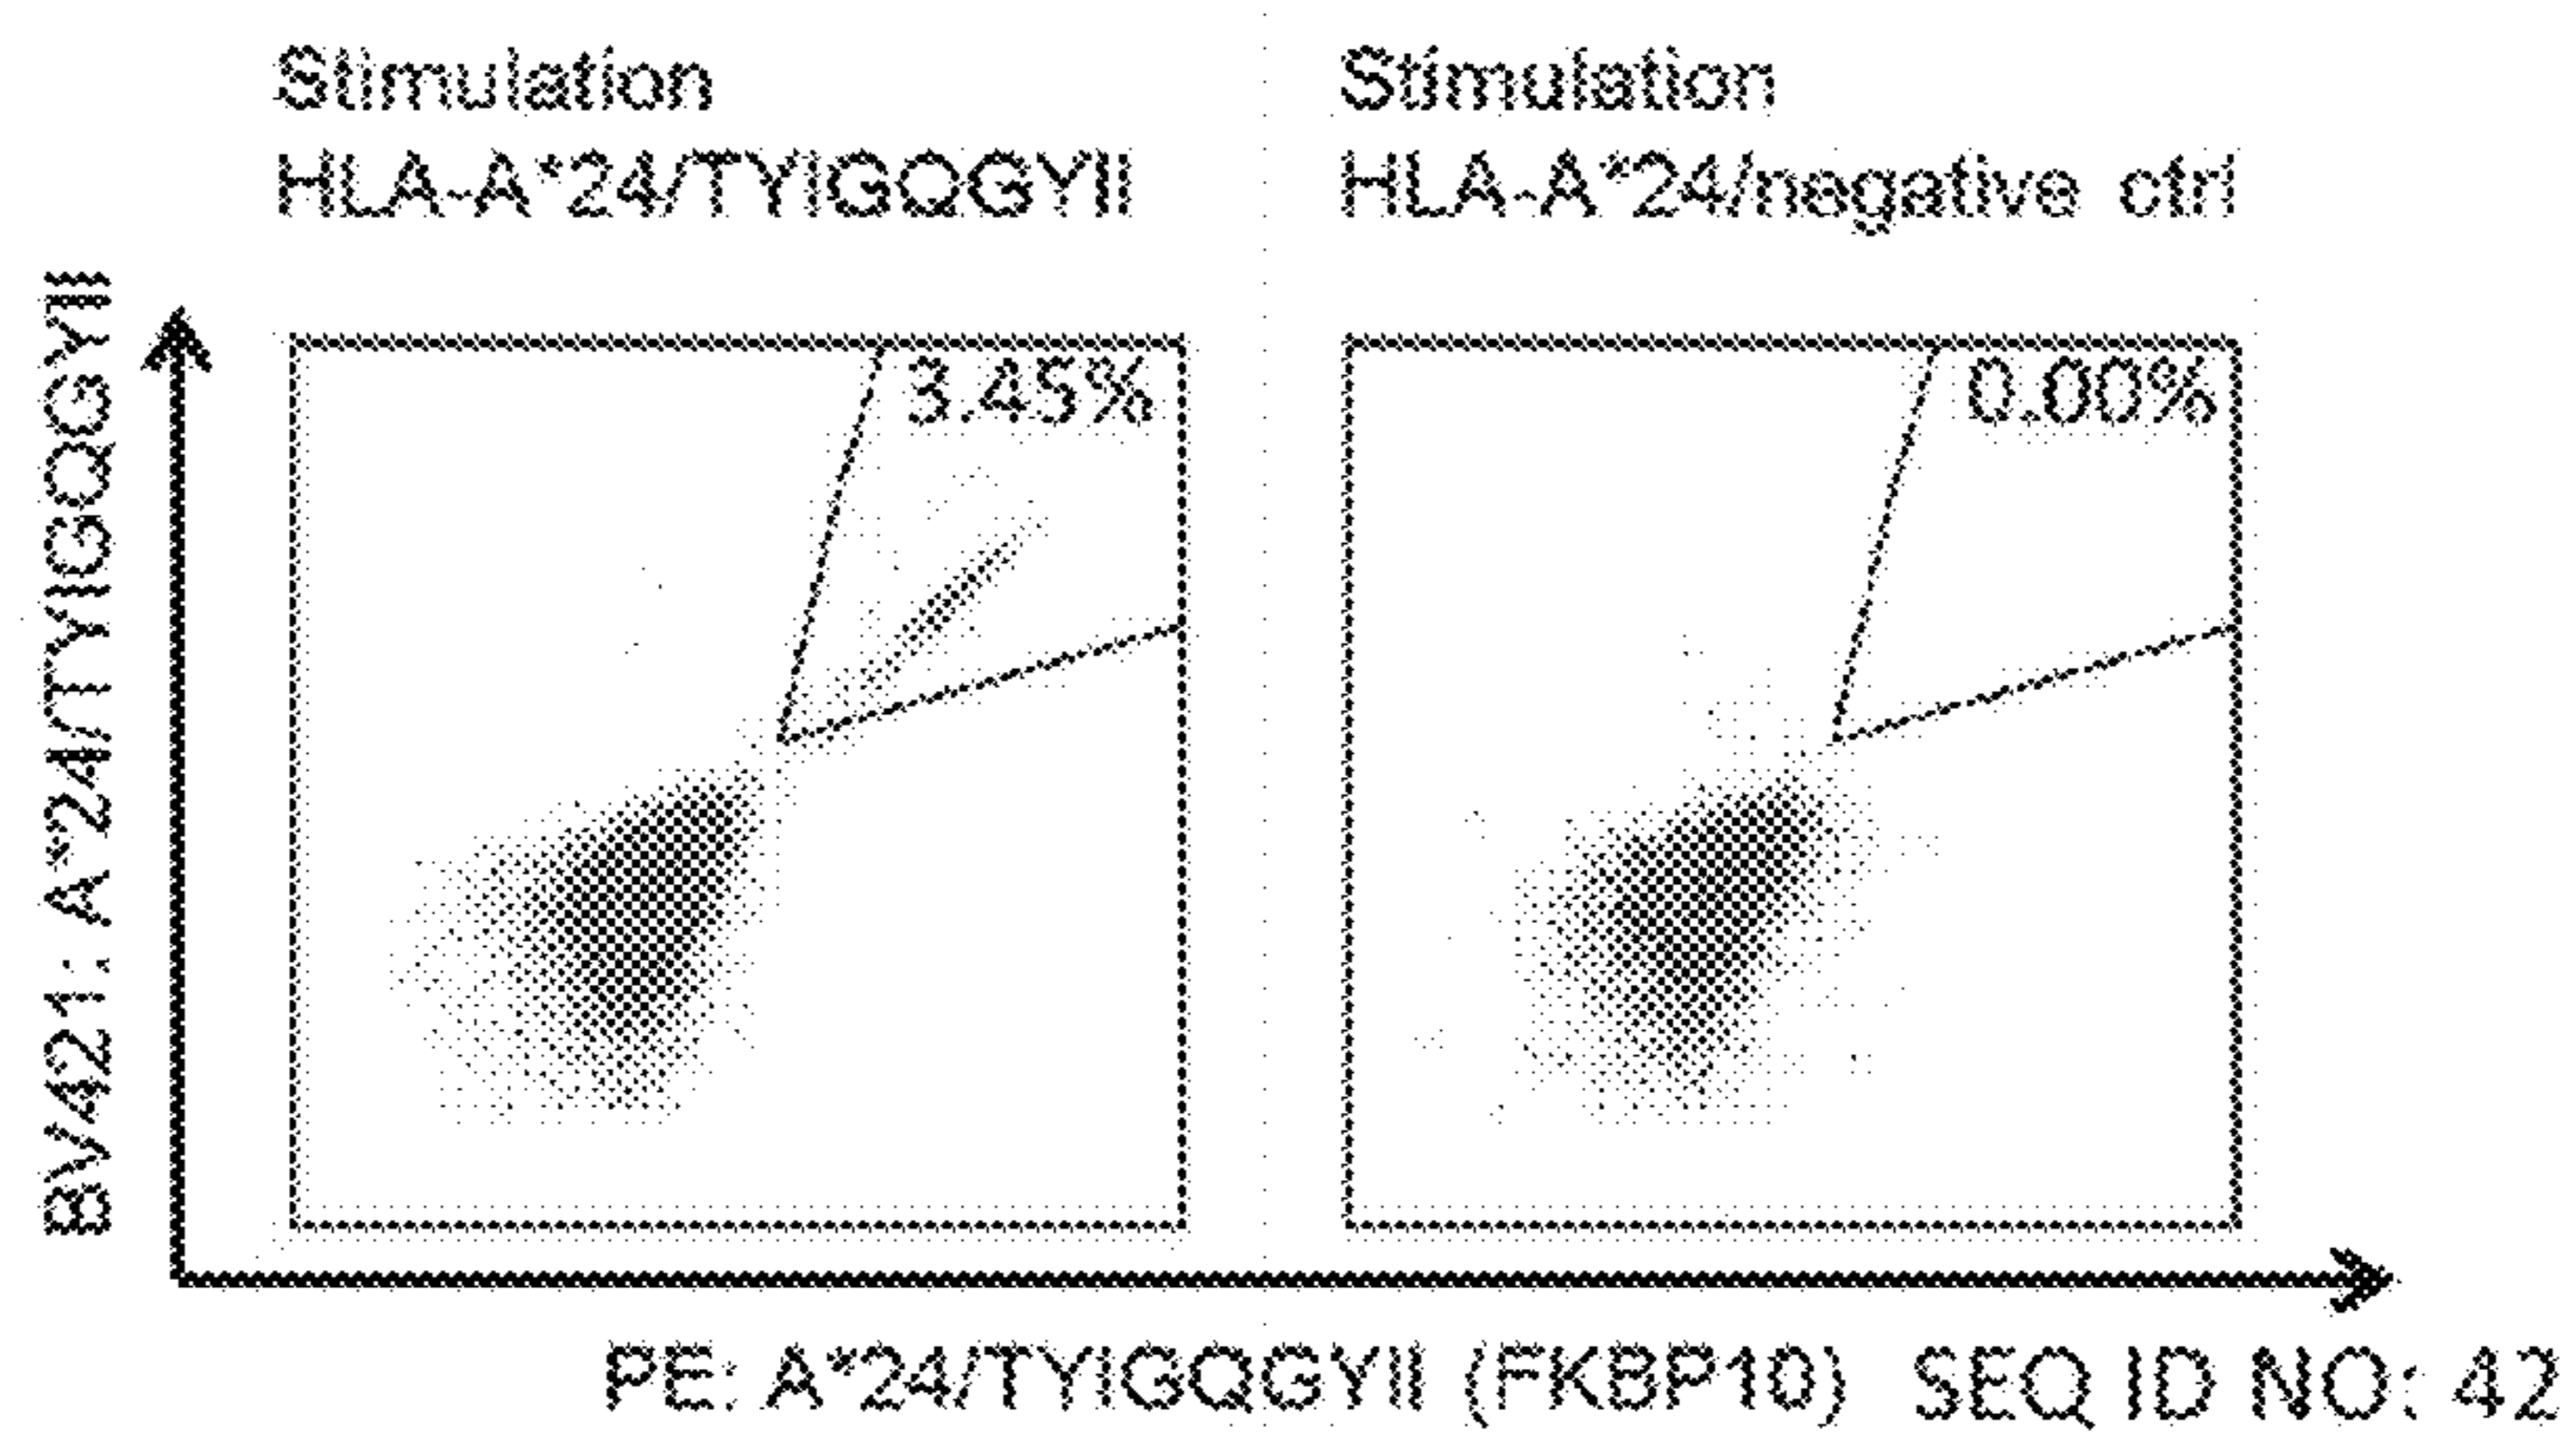 Stimulation
HLA-A*24/TYIGQGYII
Stimulation
HLA-A*24/negative ctrl
BV421: A*24/TYIGQGYII
3.45%
0.00%
PE: A*24/TYIGQGYII (FKBP10) SEQ ID NO: 42